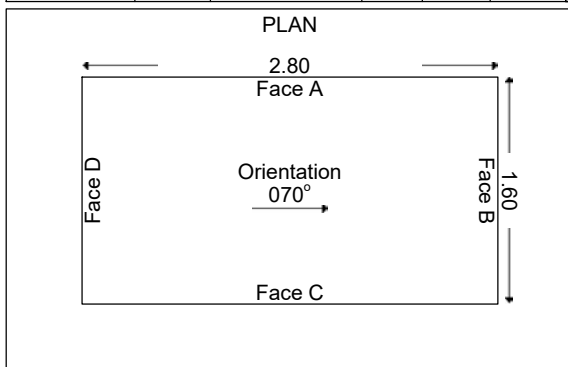 PLAN
2.80
Face A
Face D
Orientation
070°
Face B
1.60
Face C